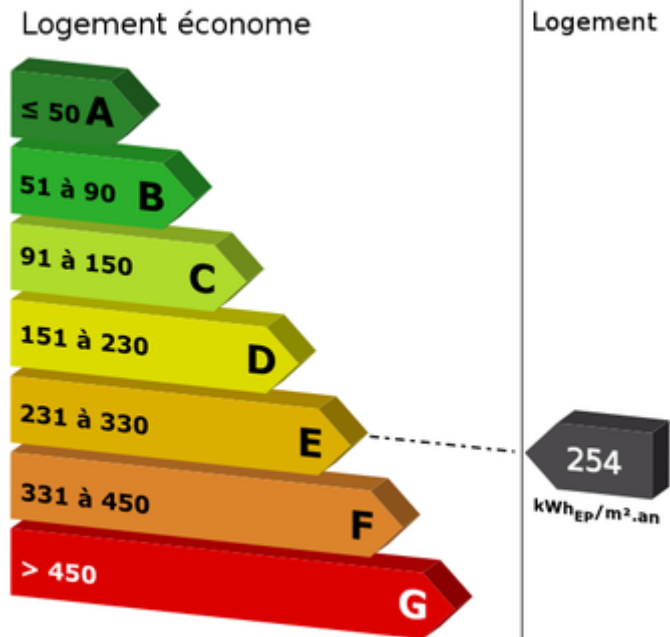 Logement économe
Logement
≤ 50 A
51 à 90 B
91 à 150 C
151 à 230 D
231 à 330 E
254
kWhEP/m².an
331 à 450 F
> 450 G